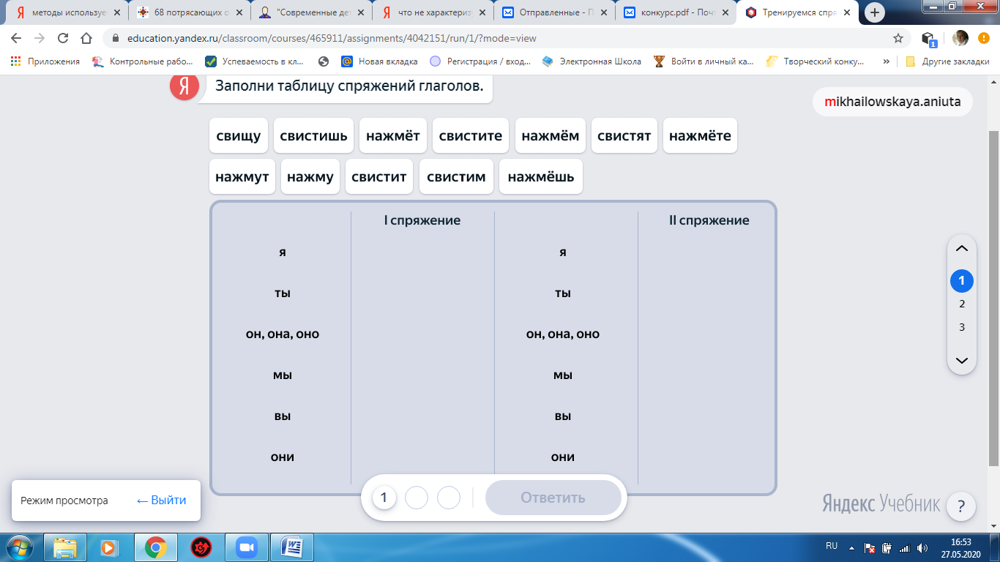 методы используе
68 потрясающих о
"Современные дет
что не характериз
Отправленные - П
конкурс.pdf - Почт
Тренируемся спря
education.yandex.ru/classroom/courses/465911/assignments/4042151/run/1/?mode=view
1
Приложения
Контрольные рабо...
Успеваемость в кл...
Новая вкладка
Регистрация / вход...
Электронная Школа
Войти в личный ка...
Творческий конку...
»
Другие закладки
Я
Заполни таблицу спряжений глаголов.
mikhailowskaya.aniuta
свищу свистишь нажмёт свистите нажмём свистят нажмёте
нажмут нажму свистит свистим нажмёшь
I спряжение II спряжение
я я
ты ты
он, она, оно он, она, оно
мы мы
вы вы
они они
1
2
3
Режим просмотра ← Выйти
1 Ответить
Яндекс Учебник ?
RU 16:53
27.05.2020